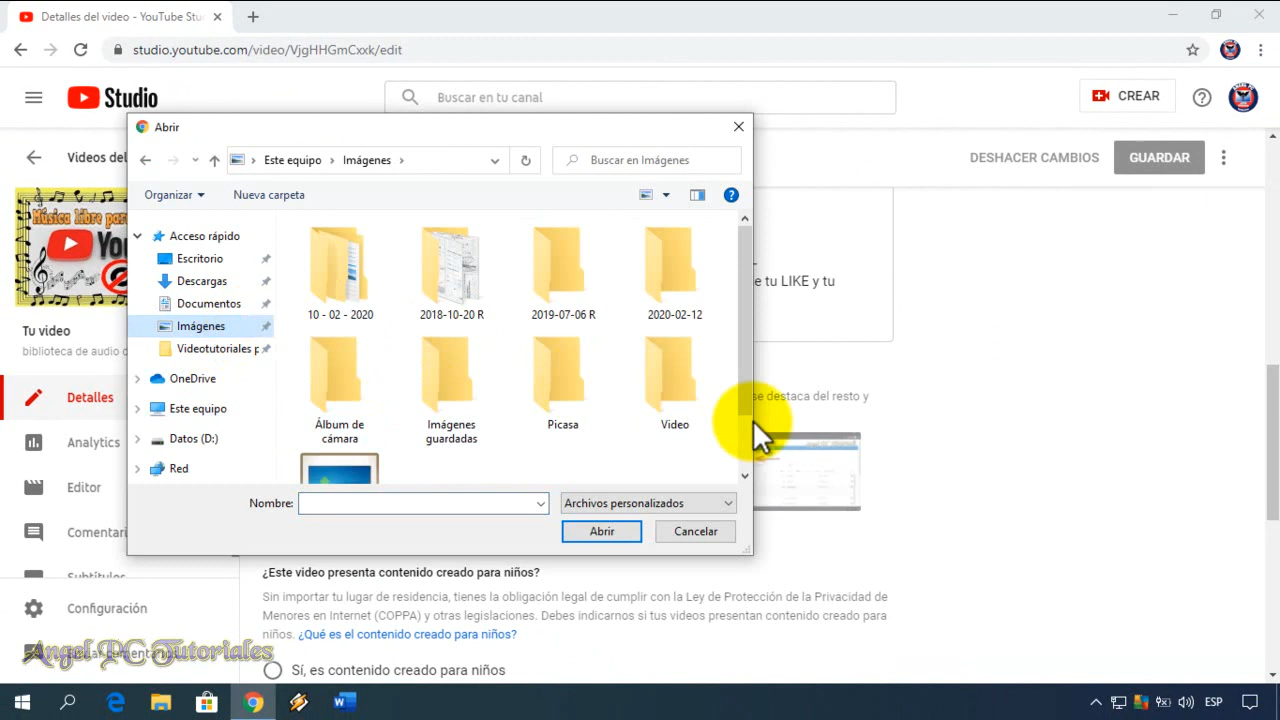 Detalles del video - YouTube Stu
studio.youtube.com/video/VjgHHGmCxxk/edit
Studio
Buscar en tu canal
CREAR
Videos del
DESHACER CAMBIOS
GUARDAR
Abrir
Este equipo
Imágenes
Buscar en Imágenes
Organizar
Nueva carpeta
Acceso rápido
Escritorio
Descargas
Documentos
Imágenes
Videotutoriales p
OneDrive
Este equipo
Datos (D:)
Red
10 - 02 - 2020
2018-10-20 R
2019-07-06 R
2020-02-12
Álbum de cámara
Imágenes guardadas
Picasa
Video
Nombre:
Archivos personalizados
Abrir
Cancelar
Música libre para
You
Tu video
biblioteca de audio d
Detalles
Analytics
Editor
Comentari
Subtítulos
Configuración
Angel PC Tutoriales
e tu LIKE y tu
se destaca del resto y
¿Este video presenta contenido creado para niños?
Sin importar tu lugar de residencia, tienes la obligación legal de cumplir con la Ley de Protección de la Privacidad de
Menores en Internet (COPPA) y otras legislaciones. Debes indicarnos si tus videos presentan contenido creado para
niños. ¿Qué es el contenido creado para niños?
Sí, es contenido creado para niños
ESP